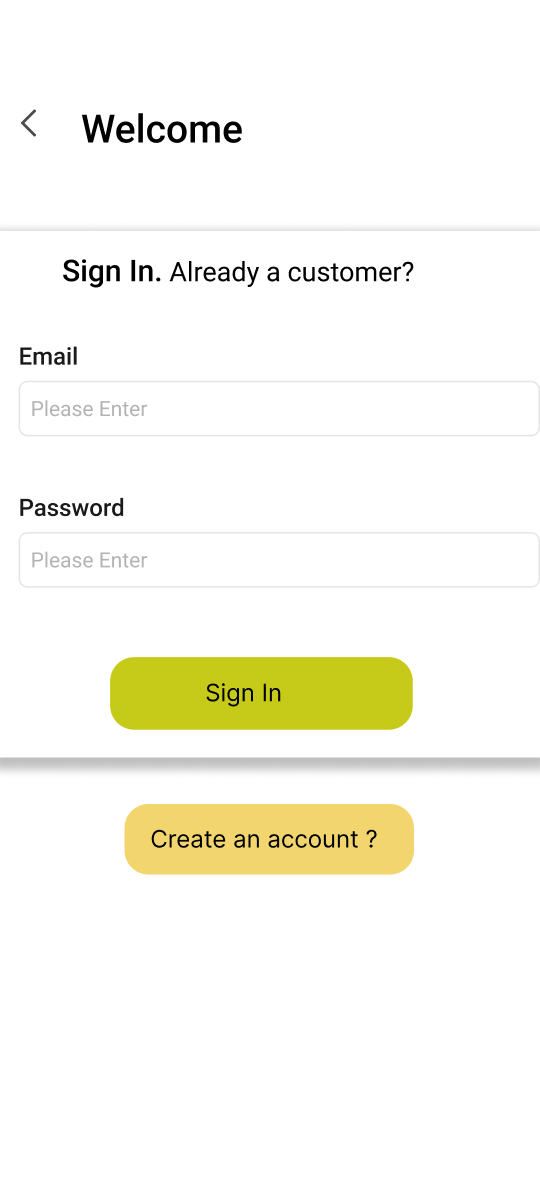 Welcome
Sign In. Already a customer?
Email
Please Enter
Password
Please Enter
Sign In
Create an account ?